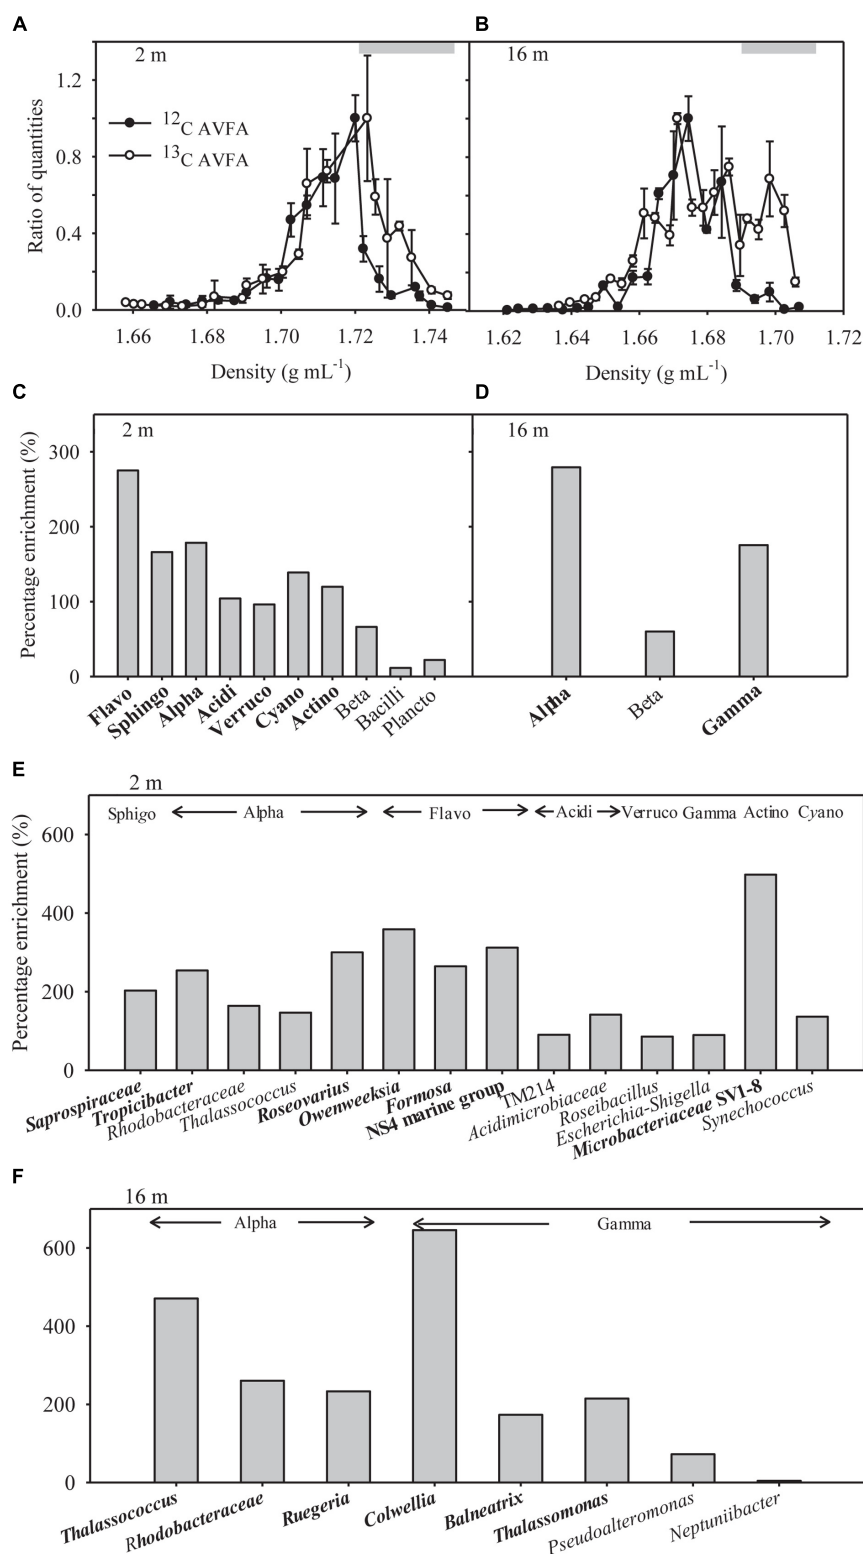 A
B
2 m
16 m
1.2
0.8
0.4
0.0
Ratio of quantities
12C AVFA
13C AVFA
1.66
1.68
1.70
1.72
1.74
1.62
1.64
1.66
1.68
1.70
1.72
Density (g mL-1)
Density (g mL-1)
C
D
2 m
16 m
300
200
100
0
Percentage enrichment (%)
Flavo
Sphingo
Alpha
Acidi
Verruco
Cyano
Actino
Beta
Bacilli
Plancto
Alpha
Beta
Gamma
E
2 m
Sphigo
Alpha
Flavo
Acidi
Verruco
Gamma
Actino
Cyano
600
400
200
0
Percentage enrichment (%)
Saprospiraceae
Tropicibacter
Rhodobacteraceae
Thalassococcus
Roseovarius
Owenweeksia
Formosa
NS4 marine group
TM214
Acidimicrobiaceae
Roseibacillus
Escherichia-Shigella
Microbacteriaceae SV1-8
Synechococcus
F
16 m
Alpha
Gamma
600
400
200
0
Thalassococcus
Rhodobacteraceae
Ruegeria
Colwellia
Balneatrix
Thalassomonas
Pseudoalteromonas
Neptuniibacter